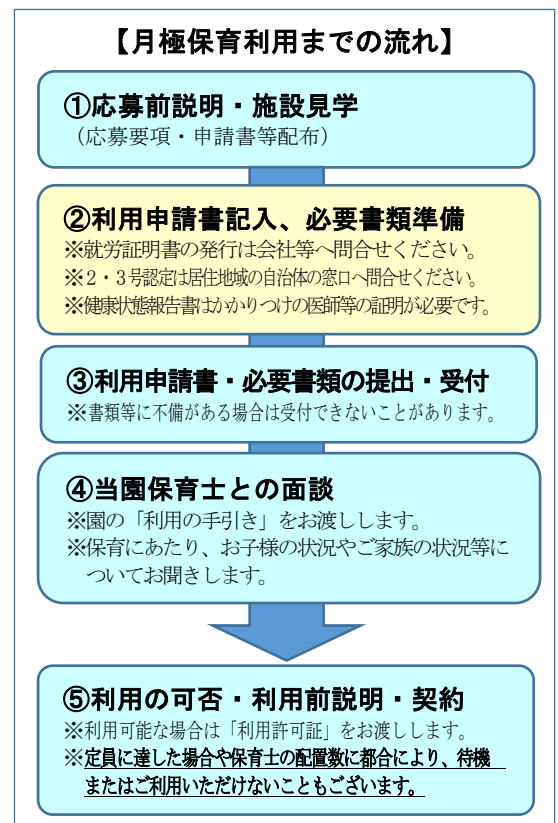 【月極保育利用までの流れ】
①応募前説明・施設見学
（応募要項・申請書等配布）
②利用申請書記入、必要書類準備
※就労証明書の発行は会社等へ問合せください。
※２・３号認定は居住地域の自治体の窓口へ問合せください。
※健康状態報告書はかかりつけの医師等の証明が必要です。
③利用申請書・必要書類の提出・受付
※書類等に不備がある場合は受付できないことがあります。
④当園保育士との面談
※園の「利用の手引き」をお渡しします。
※保育にあたり、お子様の状況やご家族の状況等に
ついてお聞きします。
⑤利用の可否・利用前説明・契約
※利用可能な場合は「利用許可証」をお渡しします。
※定員に達した場合や保育士の配置数に都合により、待機
またはご利用いただけないこともございます。